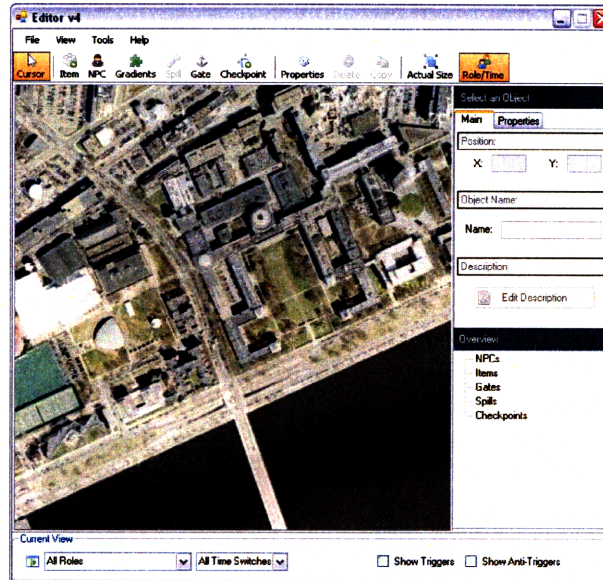 Editor v4
File View Tools Help
Cursor Item NPC Gradients Spill Gate Checkpoint Properties Delete Copy Actual Size Role/Time
Select an Object
Main Properties
Position:
X: Y:
Object Name:
Name:
Description:
Edit Description
Overview
NPCs
Items
Gates
Spills
Checkpoints
Current View
All Roles All Time Switches Show Triggers Show Anti-Triggers